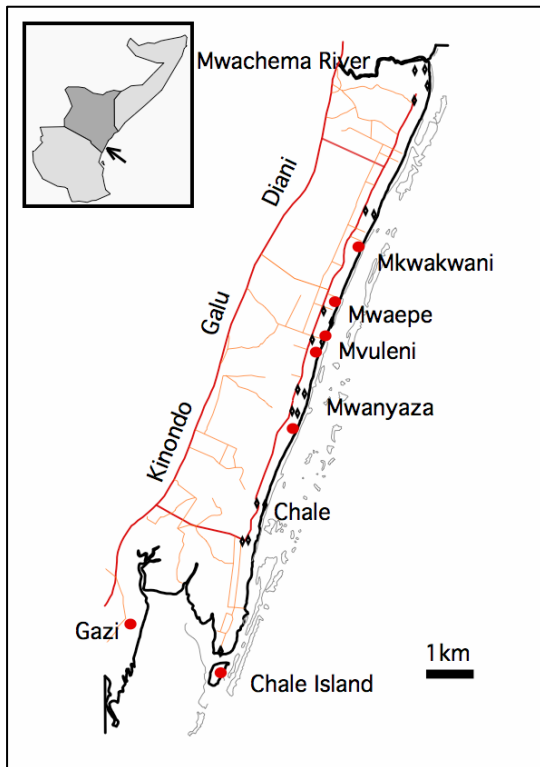 Mwachema River
Diani
Mkwakwani
Galu
Mwaepe
Mvuleni
Mwanyaza
Kinondo
Chale
Gazi
1km
Chale Island